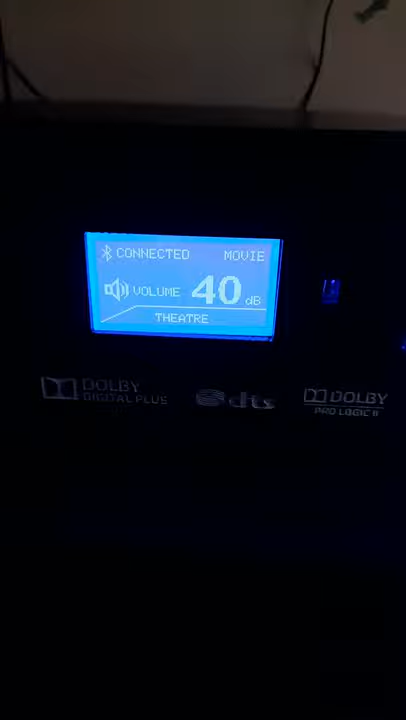 CONNECTED MOVIE
VOLUME 40 dB
THEATRE
DOLBY
DIGITAL PLUS
dts
DOLBY
PRO LOGIC II